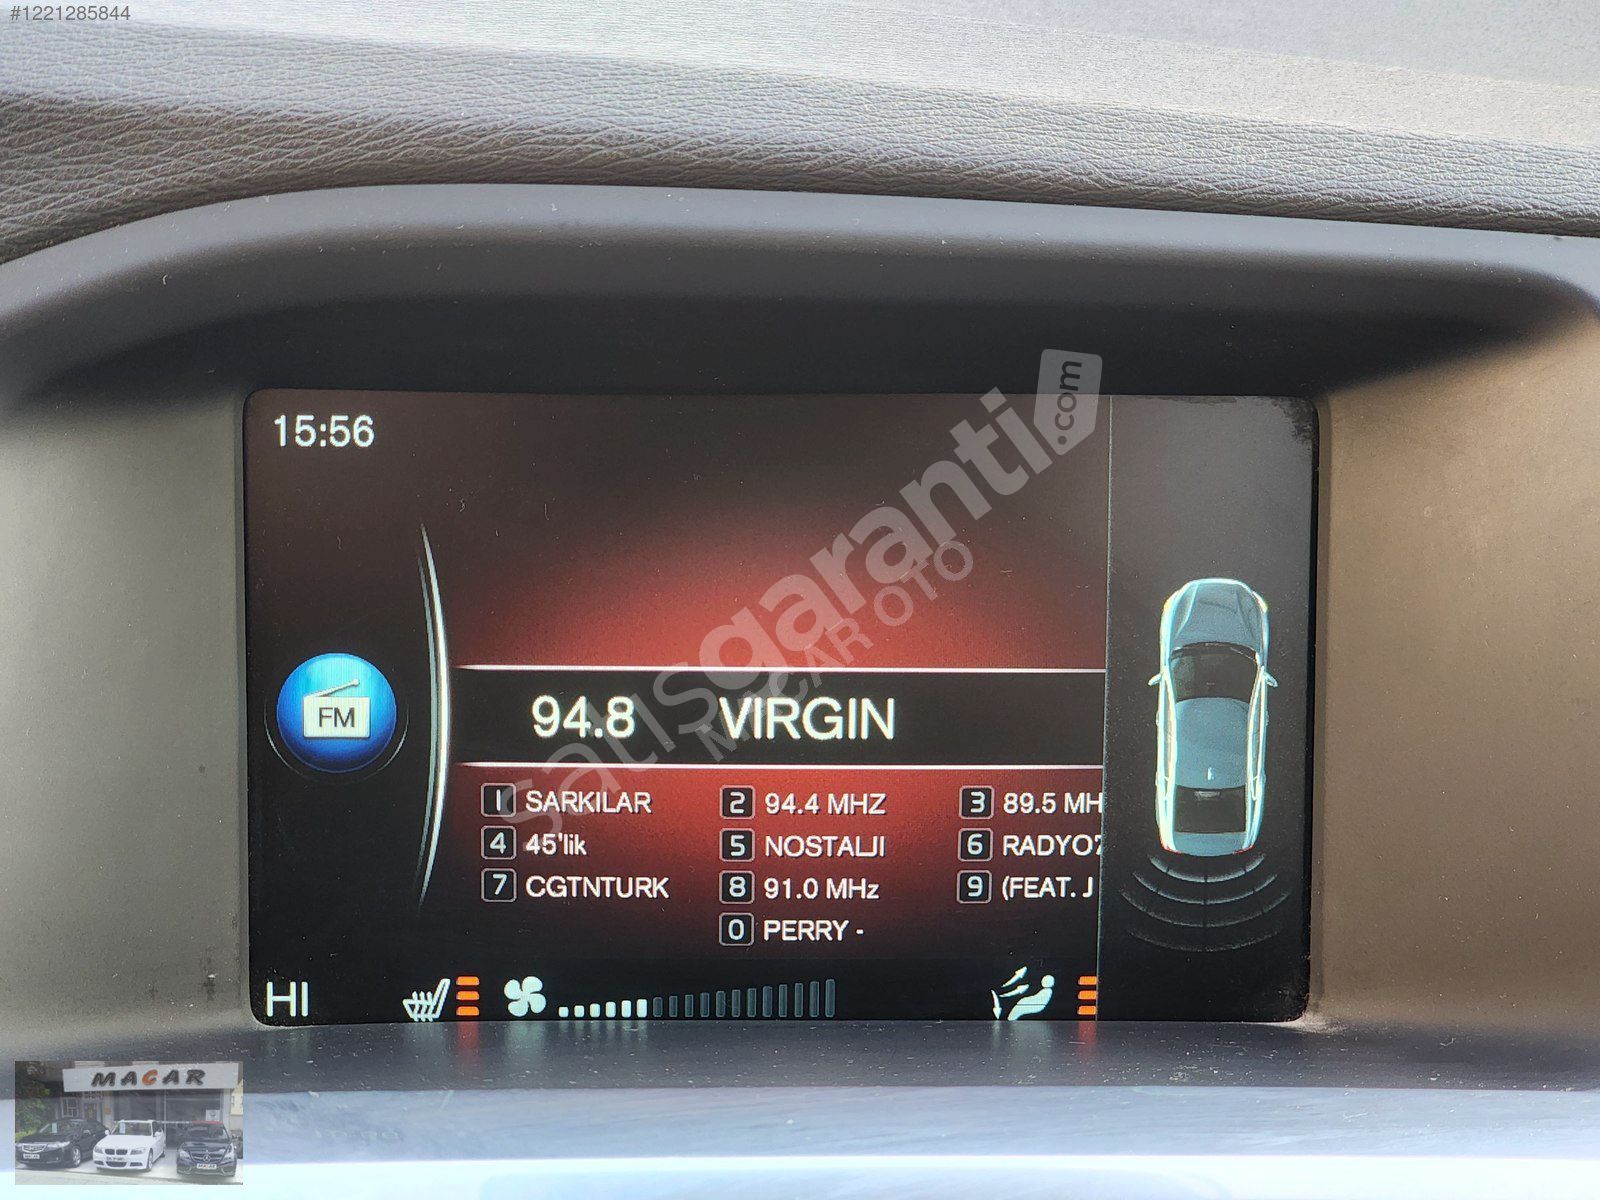 #1221285844
15:56
satisgaranti.com
MACAR OTO
FM
94.8 VIRGIN
1 SARKILAR 2 94.4 MHZ 3 89.5 MH
4 45'lik 5 NOSTALJI 6 RADYO7
7 CGTNTURK 8 91.0 MHz 9 (FEAT. J
0 PERRY -
HI
MACAR